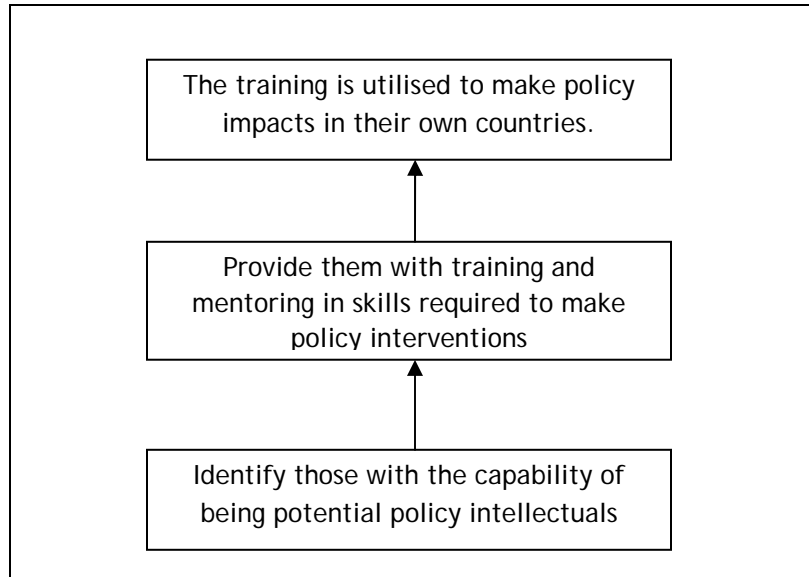 The training is utilised to make policy
impacts in their own countries.
Provide them with training and
mentoring in skills required to make
policy interventions
Identify those with the capability of
being potential policy intellectuals